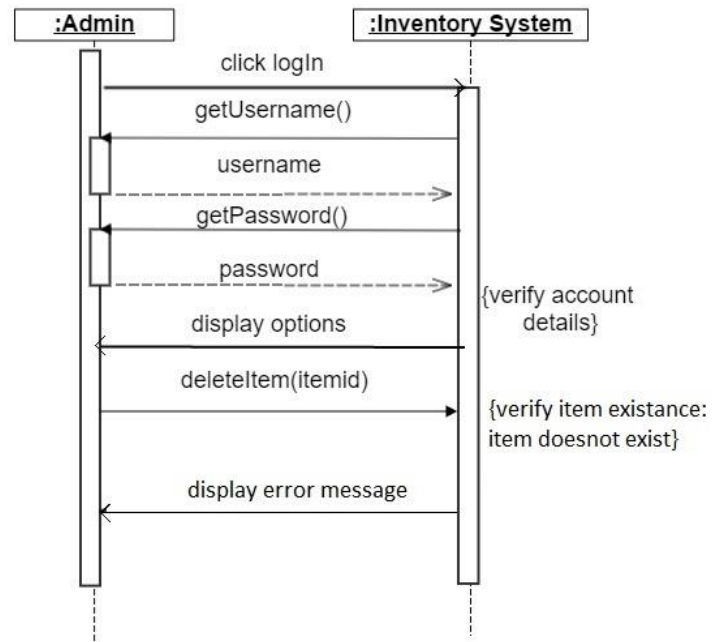 :Admin
:Inventory System
click logIn
getUsername()
username
getPassword()
password
{verify account
details}
display options
deleteItem(itemid)
{verify item existance:
item doesnot exist}
display error message